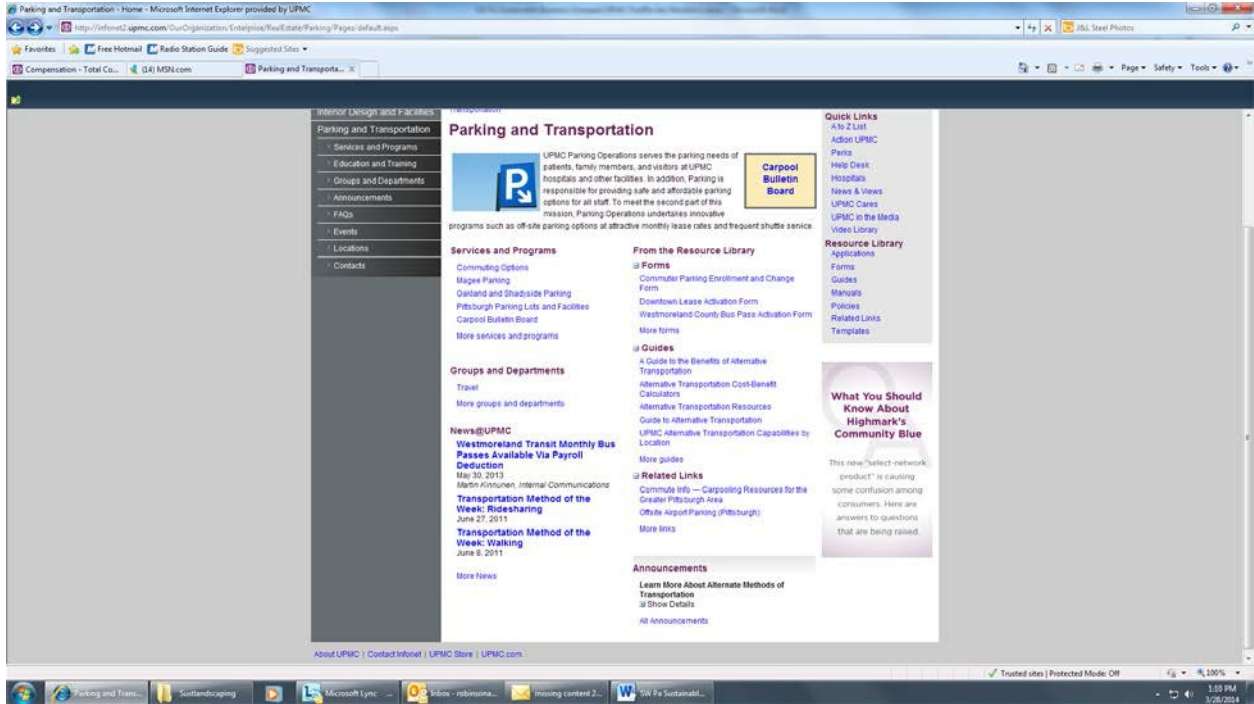 Parking and Transportation - Home - Microsoft Internet Explorer provided by UPMC
http://infonet2.upmc.com/OurOrganization/Enterprise/RealEstate/Parking/Pages/default.aspx
J&L Steel Photos
Favorites
Free Hotmail
Radio Station Guide
Suggested Sites
Compensation - Total Co...
(14) MSN.com
Parking and Transporta...
Page
Safety
Tools
Interior Design and Facilities
Parking and Transportation
Services and Programs
Education and Training
Groups and Departments
Announcements
FAQs
Events
Locations
Contacts
Transportation
Parking and Transportation
P
UPMC Parking Operations serves the parking needs of
patients, family members, and visitors at UPMC
hospitals and other facilities. In addition, Parking is
responsible for providing safe and affordable parking
options for all staff. To meet the second part of this
mission, Parking Operations undertakes innovative
programs such as off-site parking options at attractive monthly lease rates and frequent shuttle service.
Carpool
Bulletin
Board
Services and Programs
Commuting Options
Magee Parking
Oakland and Shadyside Parking
Pittsburgh Parking Lots and Facilities
Carpool Bulletin Board
More services and programs
Groups and Departments
Travel
More groups and departments
News@UPMC
Westmoreland Transit Monthly Bus
Passes Available Via Payroll
Deduction
May 30, 2013
Martin Kinnunen, Internal Communications
Transportation Method of the
Week: Ridesharing
June 27, 2011
Transportation Method of the
Week: Walking
June 8, 2011
More News
From the Resource Library
Forms
Commuter Parking Enrollment and Change
Form
Downtown Lease Activation Form
Westmoreland County Bus Pass Activation Form
More forms
Guides
A Guide to the Benefits of Alternative
Transportation
Alternative Transportation Cost-Benefit
Calculators
Alternative Transportation Resources
Guide to Alternative Transportation
UPMC Alternative Transportation Capabilities by
Location
More guides
Related Links
Commute Info — Carpooling Resources for the
Greater Pittsburgh Area
Offsite Airport Parking (Pittsburgh)
More links
Announcements
Learn More About Alternate Methods of
Transportation
Show Details
All Announcements
Quick Links
A to Z List
Action UPMC
Perks
Help Desk
Hospitals
News & Views
UPMC Cares
UPMC in the Media
Video Library
Resource Library
Applications
Forms
Guides
Manuals
Policies
Related Links
Templates
What You Should
Know About
Highmark's
Community Blue
This new "select-network
product" is causing
some confusion among
consumers. Here are
answers to questions
that are being raised.
About UPMC | Contact Infonet | UPMC Store | UPMC.com
Trusted sites | Protected Mode: Off
100%
Parking and Trans...
Sustlandscaping
Microsoft Lync
Inbox - robinsona...
missing content 2...
SW Pa Sustainabl...
1:10 PM
3/28/2014